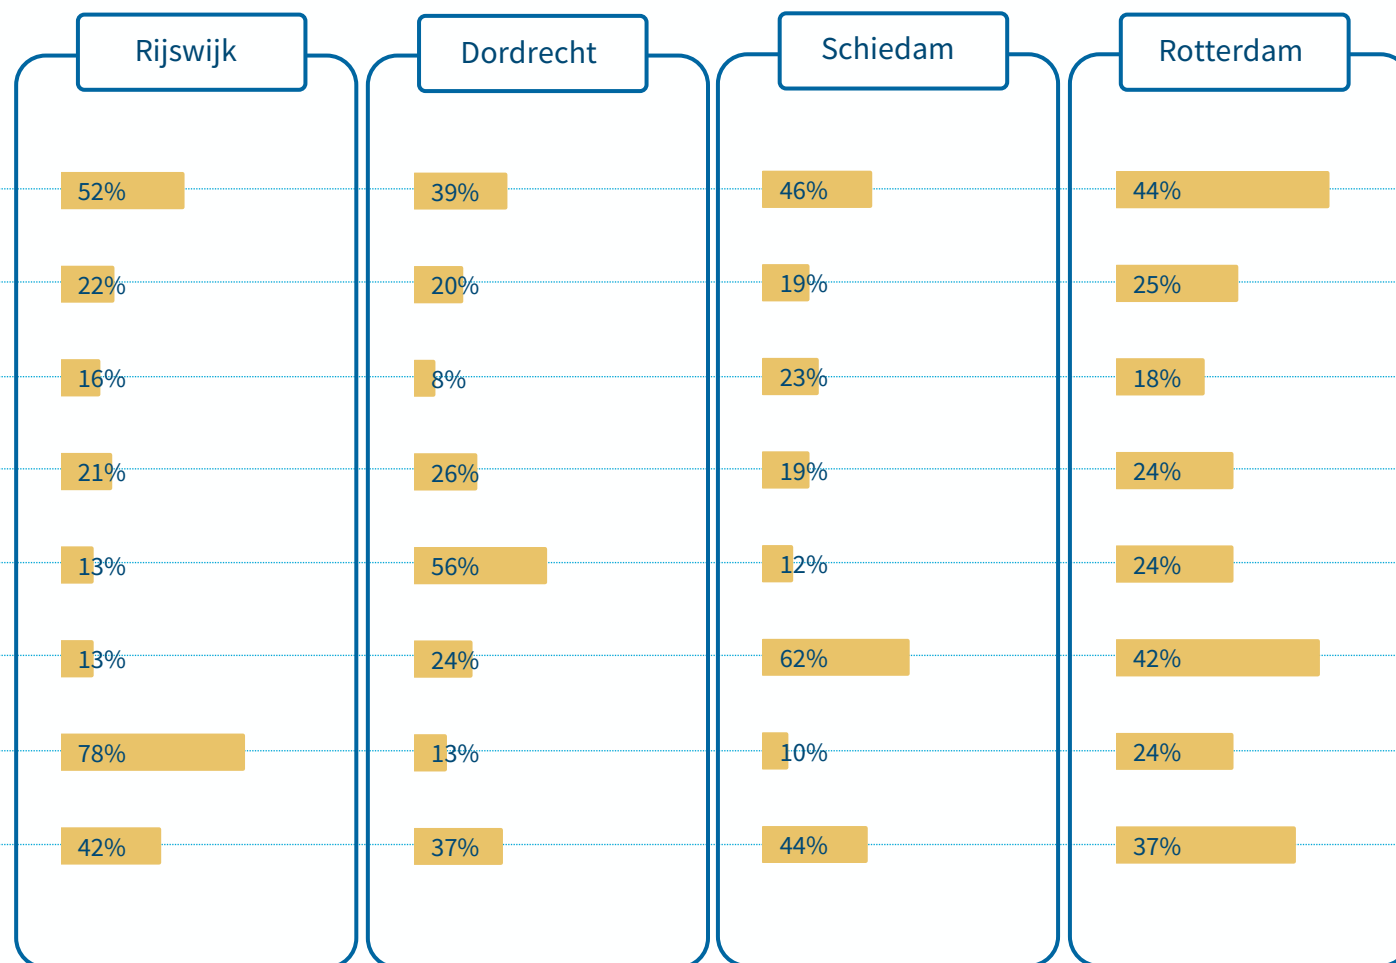 Rijswijk Dordrecht Schiedam Rotterdam
52% 39% 46% 44%
22% 20% 19% 25%
16% 8% 23% 18%
21% 26% 19% 24%
13% 56% 12% 24%
13% 24% 62% 42%
78% 13% 10% 24%
42% 37% 44% 37%